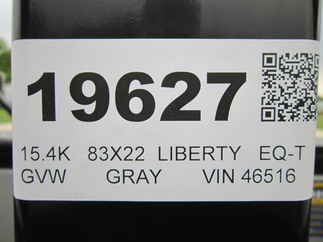 19627
15.4K 83X22 LIBERTY EQ-T
GVW GRAY VIN 46516